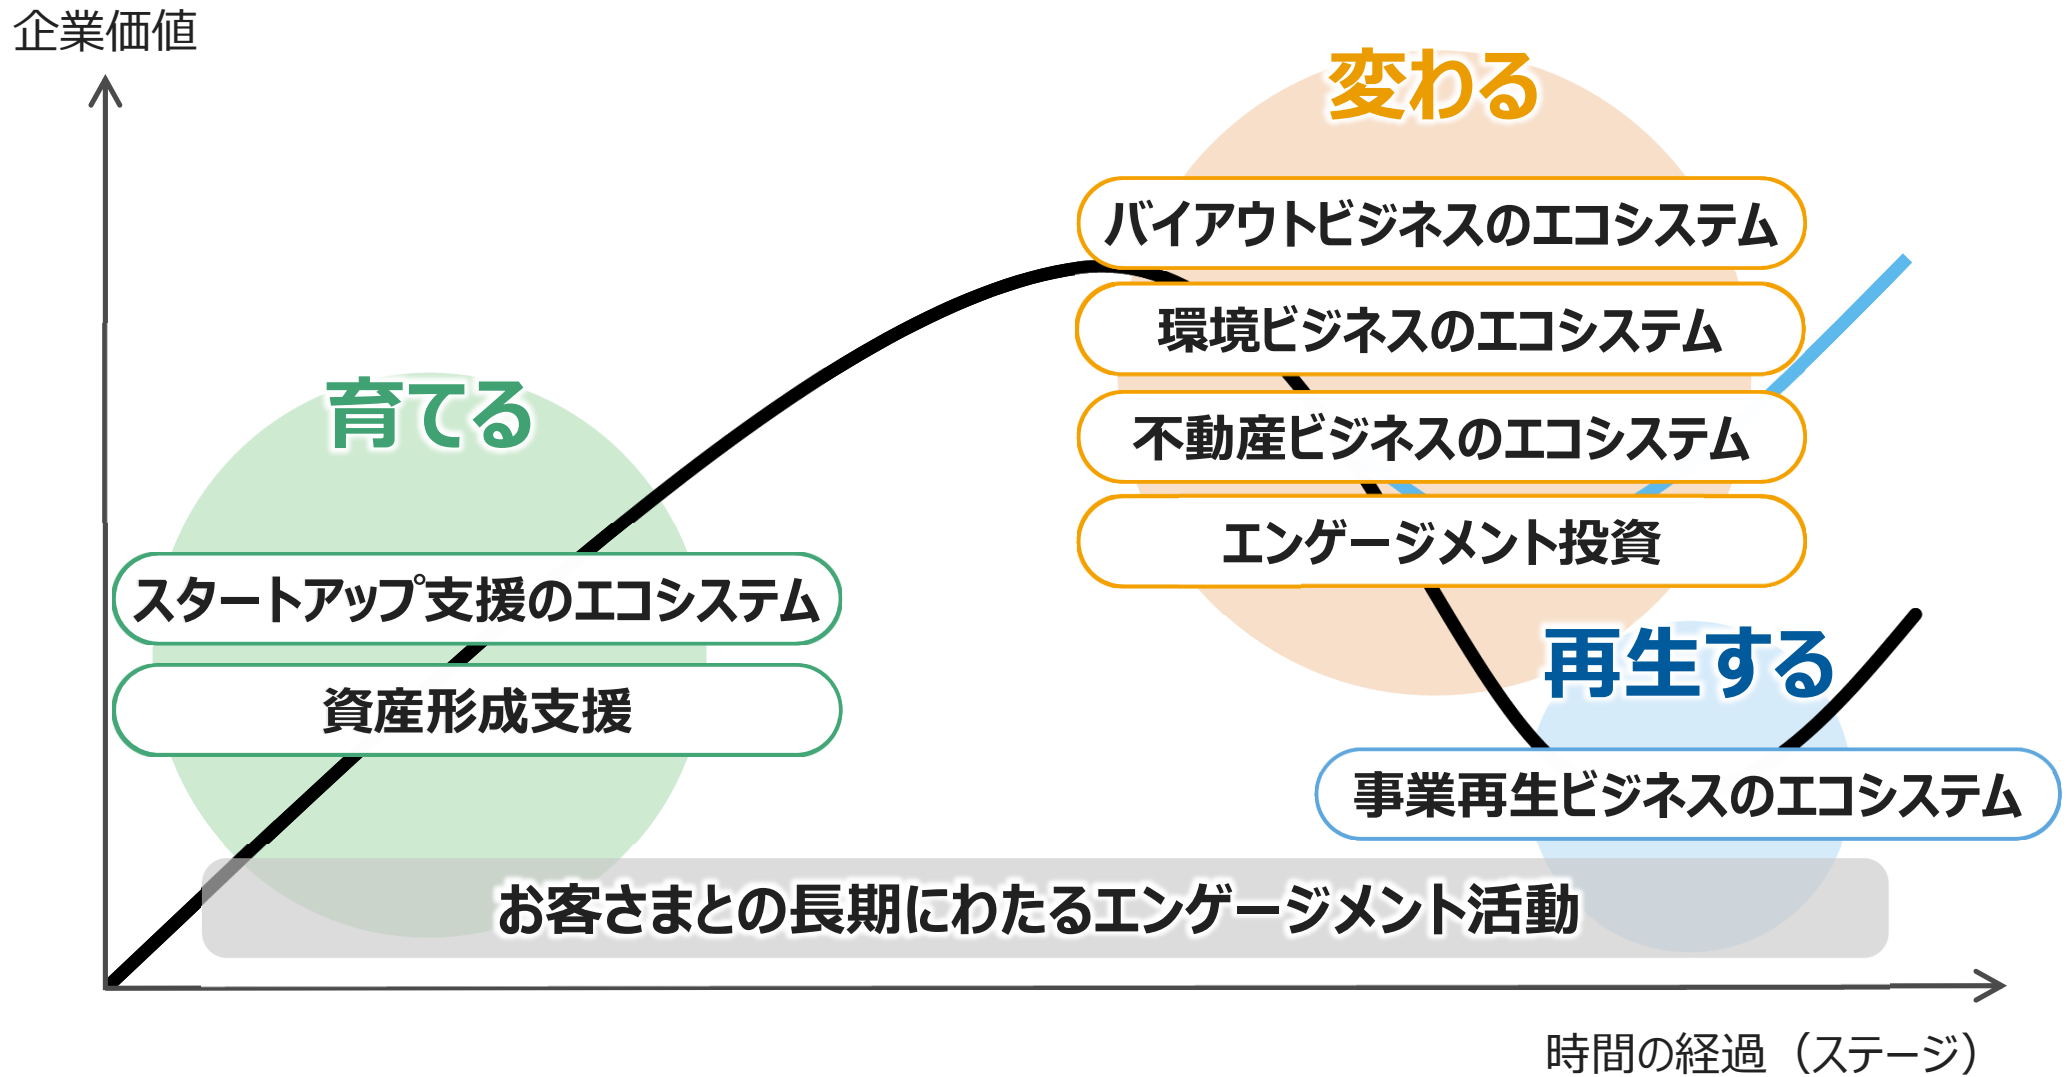 企業価値
変わる
バイアウトビジネスのエコシステム
環境ビジネスのエコシステム
不動産ビジネスのエコシステム
エンゲージメント投資
育てる
スタートアップ支援のエコシステム
資産形成支援
再生する
事業再生ビジネスのエコシステム
お客さまとの長期にわたるエンゲージメント活動
時間の経過（ステージ）